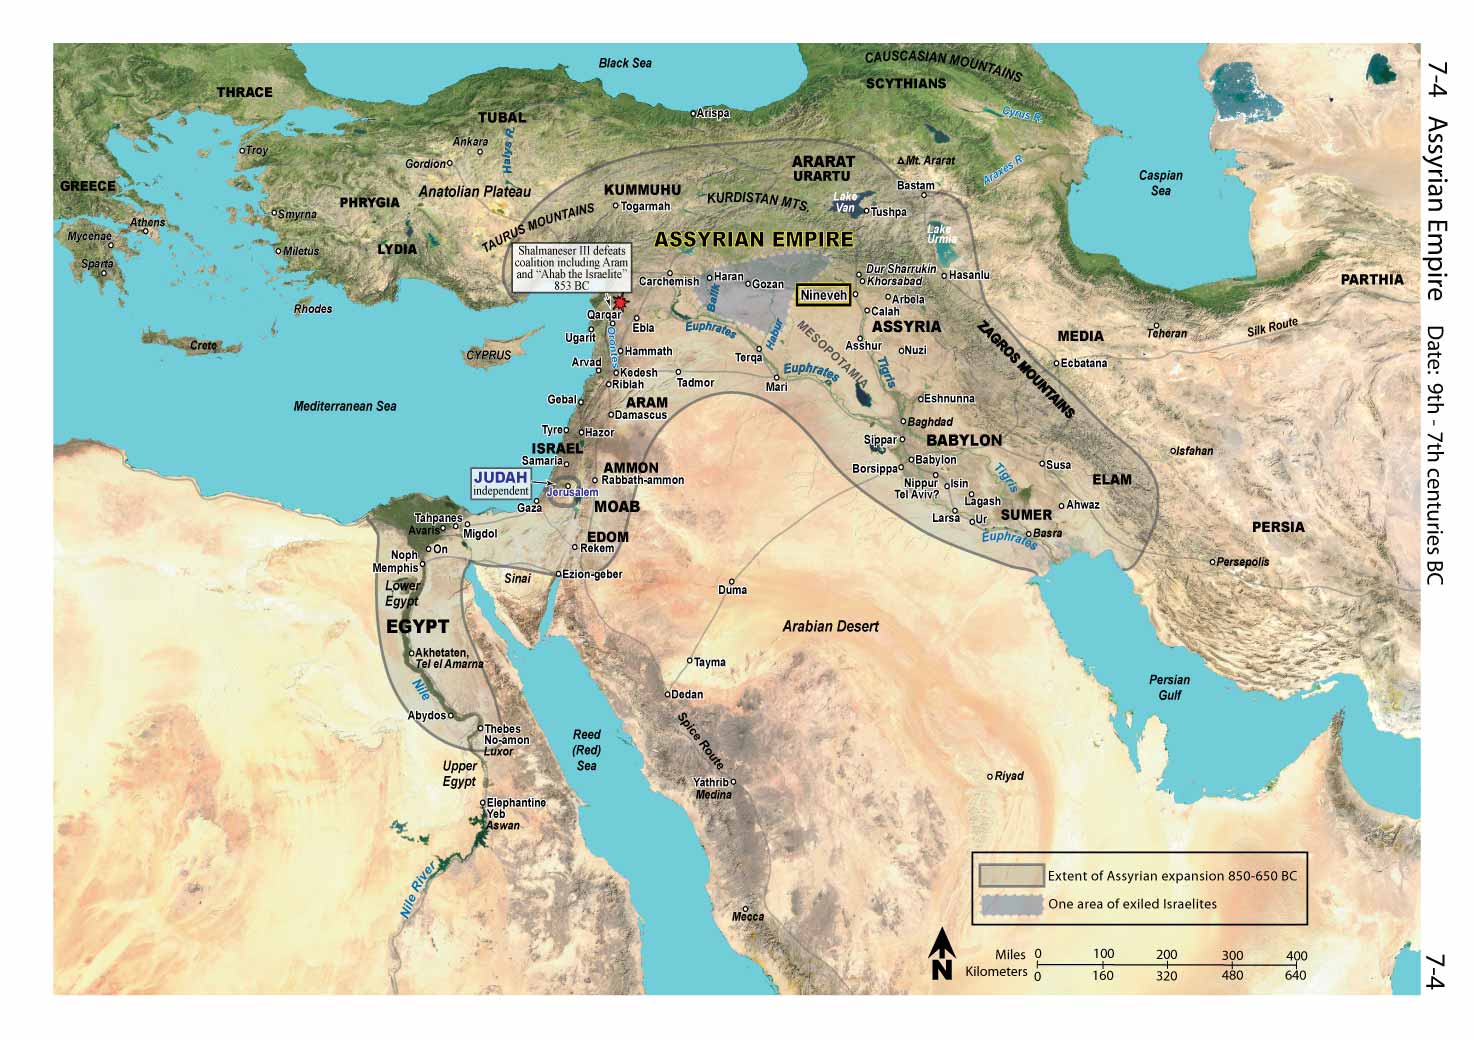 Black Sea
CAUSCASIAN MOUNTAINS
SCYTHIANS
THRACE
TUBAL
Arispa
Cyrus R.
Ankara
Halys R.
Troy
Gordion
ARARAT
URARTU
Mt. Ararat
Araxes R.
Caspian
Sea
GREECE
Anatolian Plateau
KUMMUHU
KURDISTAN MTS.
Bastam
Lake
Van
PHRYGIA
Togarmah
Tushpa
TAURUS MOUNTAINS
Smyrna
Athens
Mycenae
Sparta
Miletus
LYDIA
ASSYRIAN EMPIRE
Lake
Urmia
Shalmaneser III defeats
coalition including Aram
and “Ahab the Israelite”
853 BC
Carchemish
Haran
Gozan
Balik
Dur Sharrukin
Khorsabad
Hasanlu
PARTHIA
Nineveh
Arbela
Calah
Rhodes
Crete
CYPRUS
Qarqar
Ebla
Ugarit
Orontes
Euphrates
Habur
MESOPOTAMIA
ASSYRIA
ZAGROS MOUNTAINS
MEDIA
Teheran
Silk Route
Hammath
Arvad
Kedesh
Riblah
Tadmor
Terqa
Mari
Euphrates
Asshur
Nuzi
Tigris
Ecbatana
Mediterranean Sea
Gebal
ARAM
Damascus
Eshnunna
Baghdad
Tyre
Hazor
ISRAEL
Samaria
Sippar
BABYLON
Isfahan
JUDAH
independent
Jerusalem
AMMON
Rabbath-ammon
Borsippa
Babylon
Susa
ELAM
Nippur
Tel Aviv?
Isin
Tigrris
Gaza
MOAB
Lagash
Ahwaz
Larsa
Ur
SUMER
PERSIA
Tahpanes
Avaris
Migdol
EDOM
Rekem
Euphrates
Basra
Noph
Memphis
On
Sinai
Ezion-geber
Persepolis
Lower
Egypt
Duma
EGYPT
Arabian Desert
Akhetaten,
Tel el Amarna
Nile
Tayma
Persian
Gulf
Abydos
Dedan
Thebes
No-amon
Luxor
Spice Route
Reed
(Red)
Sea
Upper
Egypt
Yathrib
Medina
Riyad
Elephantine
Yeb
Aswan
Nile River
Mecca
Extent of Assyrian expansion 850-650 BC
One area of exiled Israelites
N
Miles 0 100 200 300 400
Kilometers 0 160 320 480 640
7-4 Assyrian Empire Date: 9th - 7th centuries BC
7-4